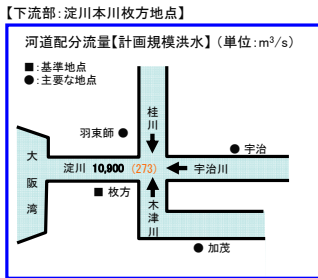 【下流部：淀川本川枚方地点】
河道配分流量【計画規模洪水】（単位：m³/s）
■：基準地点
●：主要な地点
桂川
羽束師 ●
● 宇治
大阪湾
淀川 10,900 (273)
宇治川
■ 枚方
木津川
● 加茂